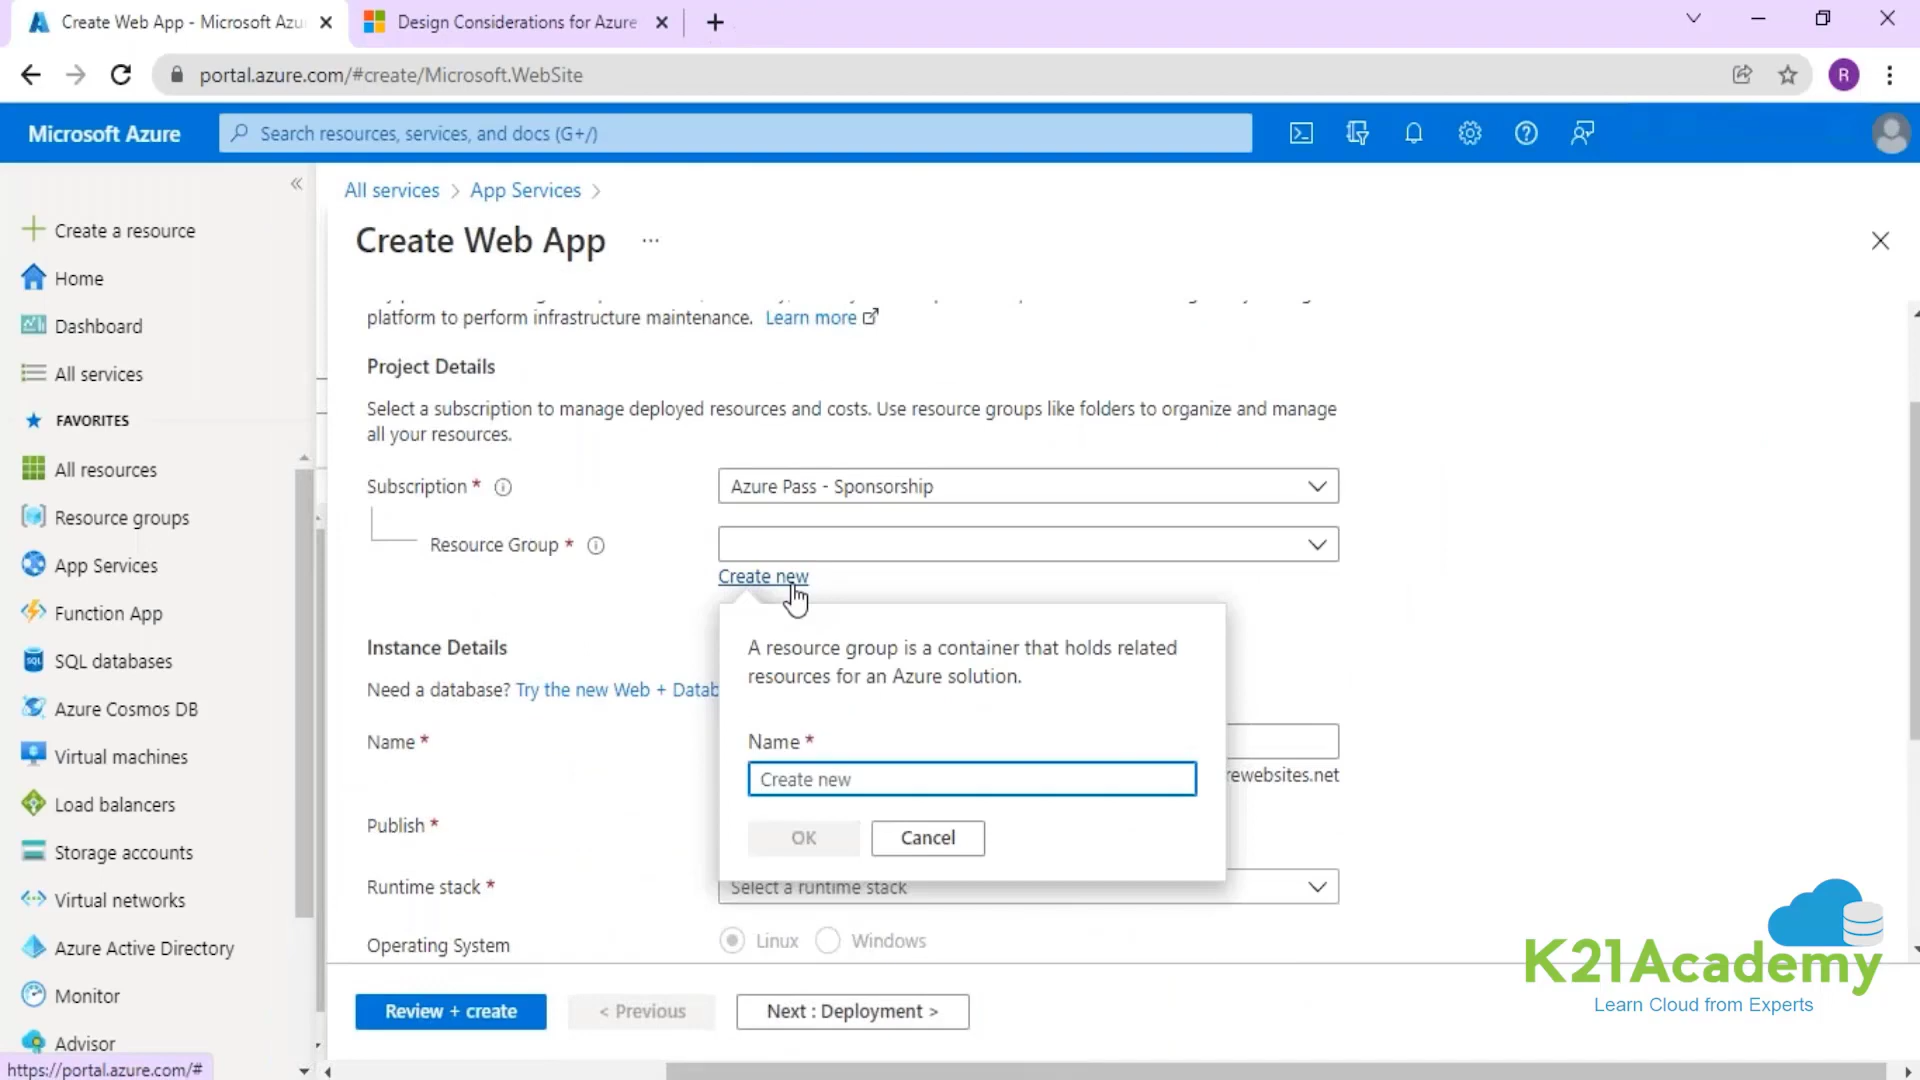 Create Web App - Microsoft Azu
Design Considerations for Azure
portal.azure.com/#create/Microsoft.WebSite
R
Microsoft Azure
Search resources, services, and docs (G+/)
All services > App Services >
Create Web App ...
Create a resource
Home
Dashboard
All services
FAVORITES
All resources
Resource groups
App Services
Function App
SQL
SQL databases
Azure Cosmos DB
Virtual machines
Load balancers
Storage accounts
Virtual networks
Azure Active Directory
Monitor
Advisor
https://portal.azure.com/#
platform to perform infrastructure maintenance. Learn more
Project Details
Select a subscription to manage deployed resources and costs. Use resource groups like folders to organize and manage
all your resources.
Subscription *
Azure Pass - Sponsorship
Resource Group *
Create new
A resource group is a container that holds related
resources for an Azure solution.
Name *
Create new
OK
Cancel
Instance Details
Need a database? Try the new Web + Datab
Name *
rewebsites.net
Publish *
Runtime stack *
Select a runtime stack
Operating System
Linux
Windows
Review + create
< Previous
Next : Deployment >
K21Academy
Learn Cloud from Experts